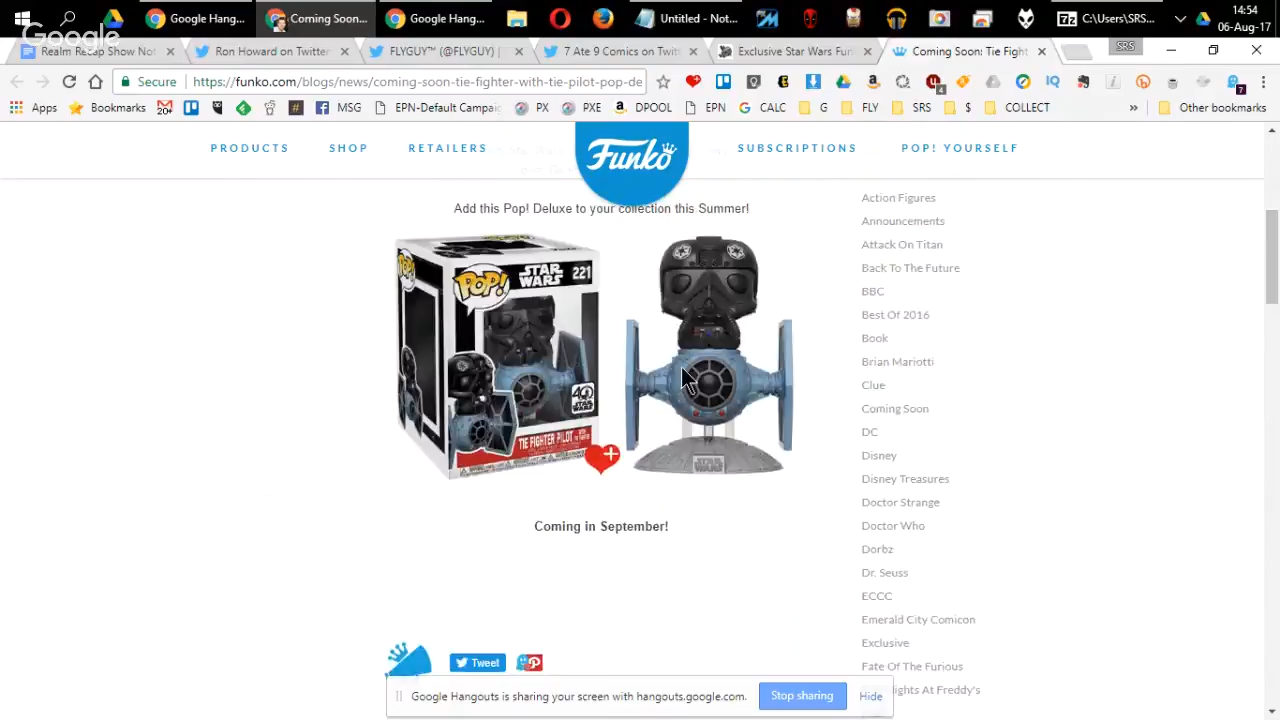 Google Hang...
Coming Soon...
Google Hang...
Untitled - Not...
C:\Users\SRS...
14:54
06-Aug-17
Google
Realm Recap Show Not
Ron Howard on Twitter
FLYGUY™ (@FLYGUY) |
7 Ate 9 Comics on Twitt
Exclusive Star Wars Fun
Coming Soon: Tie Fight
SRS
Secure
https://funko.com/blogs/news/coming-soon-tie-fighter-with-tie-pilot-pop-de
Apps
Bookmarks
20+
MSG
EPN-Default Campaig
PX
PXE
DPOOL
EPN
CALC
G
FLY
SRS
$
COLLECT
Other bookmarks
PRODUCTS
SHOP
RETAILERS
Funko
SUBSCRIPTIONS
POP! YOURSELF
Add this Pop! Deluxe to your collection this Summer!
POP!
STAR WARS
221
40
TIE FIGHTER PILOT
STAR WARS
Coming in September!
Tweet
Action Figures
Announcements
Attack On Titan
Back To The Future
BBC
Best Of 2016
Book
Brian Mariotti
Clue
Coming Soon
DC
Disney
Disney Treasures
Doctor Strange
Doctor Who
Dorbz
Dr. Seuss
ECCC
Emerald City Comicon
Exclusive
Fate Of The Furious
ights At Freddy's
Google Hangouts is sharing your screen with hangouts.google.com.
Stop sharing
Hide